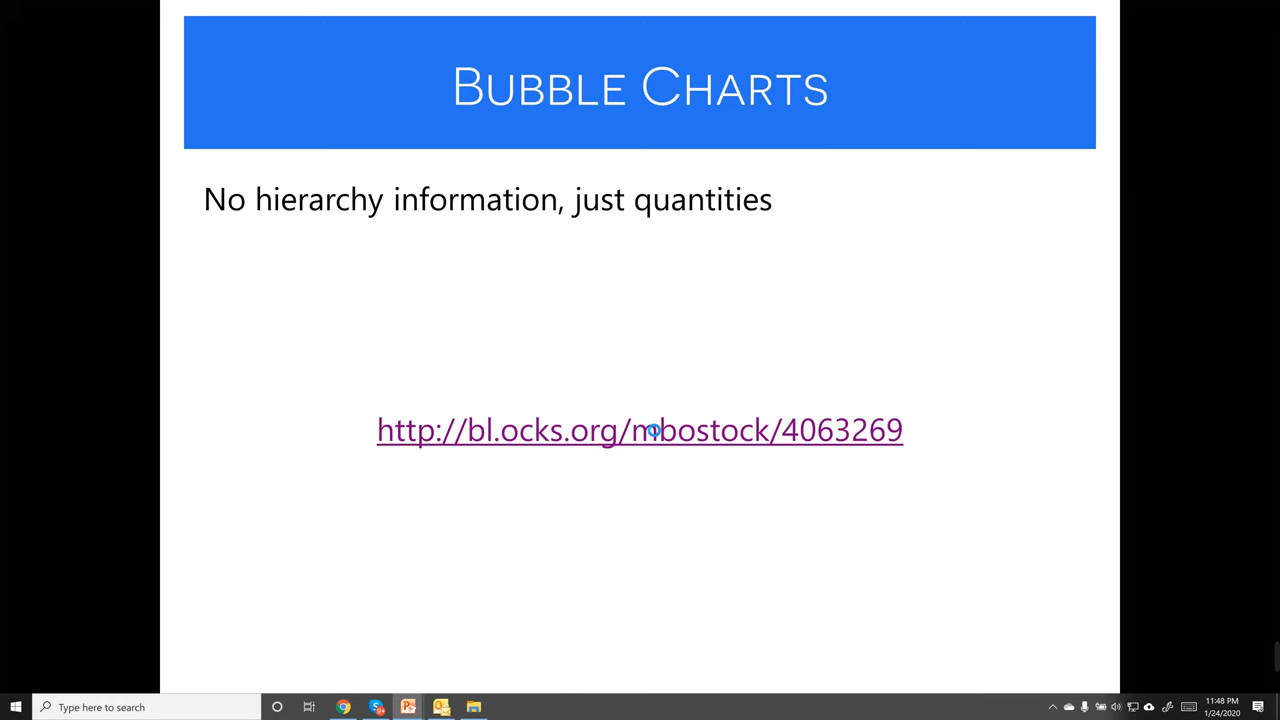 Bubble Charts
No hierarchy information, just quantities
http://bl.ocks.org/mbostock/4063269
Type here to search
11:48 PM
1/24/2020